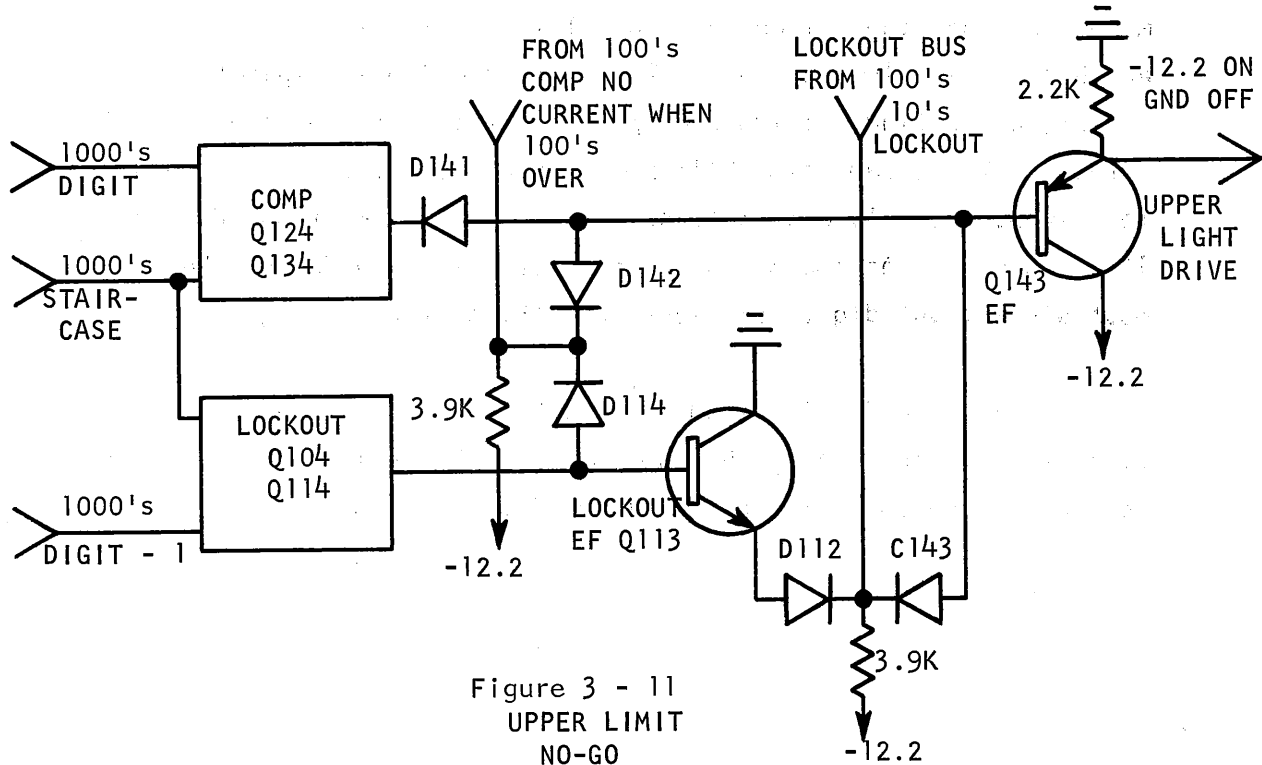 FROM 100's
COMP NO
CURRENT WHEN
100's
OVER
LOCKOUT BUS
FROM 100's
10's
LOCKOUT
2.2K
-12.2 ON
GND OFF
1000's
DIGIT
COMP
Q124
Q134
D141
1000's
STAIR-
CASE
D142
UPPER
LIGHT
DRIVE
Q143
EF
-12.2
3.9K
D114
LOCKOUT
Q104
Q114
1000's
DIGIT - 1
LOCKOUT
EF Q113
-12.2
D112
C143
3.9K
-12.2
Figure 3 - 11
UPPER LIMIT
NO-GO